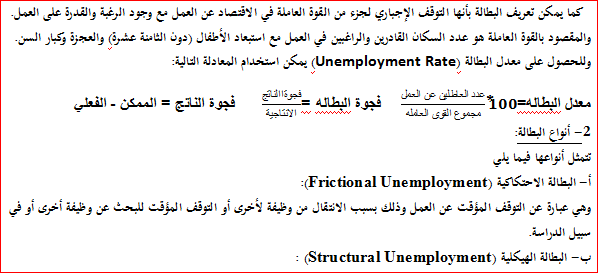 كما يمكن تعريف البطالة بأنها التوقف الإجباري لجزء من القوة العاملة في الاقتصاد عن العمل مع وجود الرغبة والقدرة على العمل.
والمقصود بالقوة العاملة هو عدد السكان القادرين والراغبين في العمل مع استبعاد الأطفال (دون الثامنة عشرة) والعجزة وكبار السن.
وللحصول على معدل البطالة (Unemployment Rate) يمكن استخدام المعادلة التالية:
معدل البطاله=100*عدد العاطلين عن العمل/مجموع القوى العامله فجوة البطاله =فجوة الناتج/الانتاجية فجوة الناتج = الممكن - الفعلي
2- أنواع البطالة:
تتمثل أنواعها فيما يلي
أ- البطالة الاحتكاكية (Frictional Unemployment):
وهي عبارة عن التوقف المؤقت عن العمل وذلك بسبب الانتقال من وظيفة لأخرى أو التوقف المؤقت للبحث عن وظيفة أخرى أو في
سبيل الدراسة.
ب- البطالة الهيكلية (Structural Unemployment) :